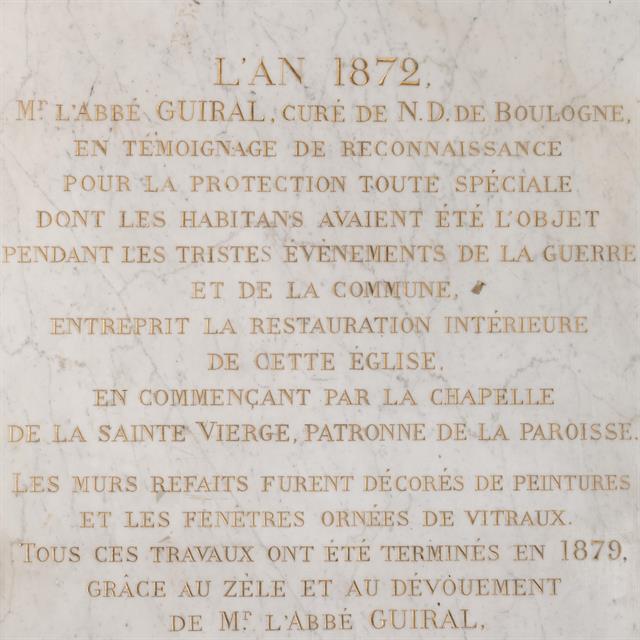 L'AN 1872,
MR L'ABBÉ GUIRAL, CURÉ DE N.D. DE BOULOGNE,
EN TÉMOIGNAGE DE RECONNAISSANCE
POUR LA PROTECTION TOUTE SPÉCIALE
DONT LES HABITANS AVAIENT ÉTÉ L'OBJET
PENDANT LES TRISTES ÉVÈNEMENTS DE LA GUERRE
ET DE LA COMMUNE,
ENTREPRIT LA RESTAURATION INTÉRIEURE
DE CETTE ÉGLISE,
EN COMMENÇANT PAR LA CHAPELLE
DE LA SAINTE VIERGE, PATRONNE DE LA PAROISSE.
LES MURS REFAITS FURENT DÉCORÉS DE PEINTURES
ET LES FENETRES ORNÉES DE VITRAUX.
TOUS CES TRAVAUX ONT ÉTÉ TERMINÉS EN 1879,
GRÂCE AU ZÈLE ET AU DÉVOUEMENT
DE MR L'ABBÉ GUIRAL,